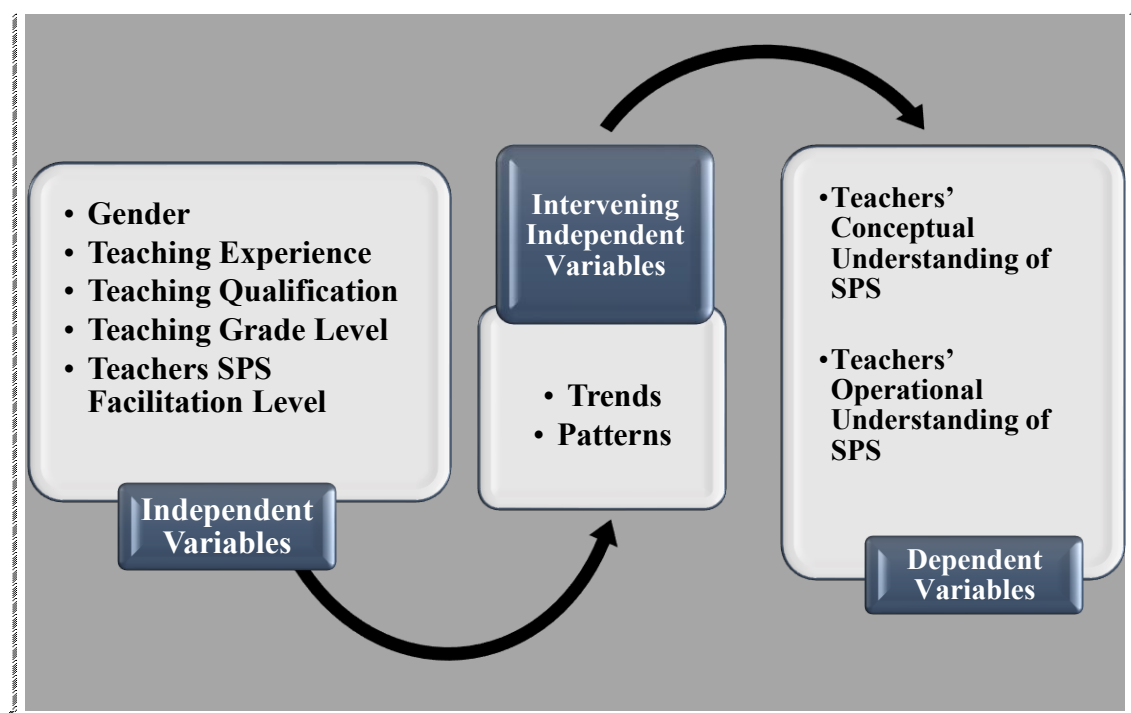 • Gender
• Teaching Experience
• Teaching Qualification
• Teaching Grade Level
• Teachers SPS
Facilitation Level
Independent
Variables
Intervening
Independent
Variables
• Trends
• Patterns
•Teachers’
Conceptual
Understanding of
SPS
•Teachers’
Operational
Understanding of
SPS
Dependent
Variables